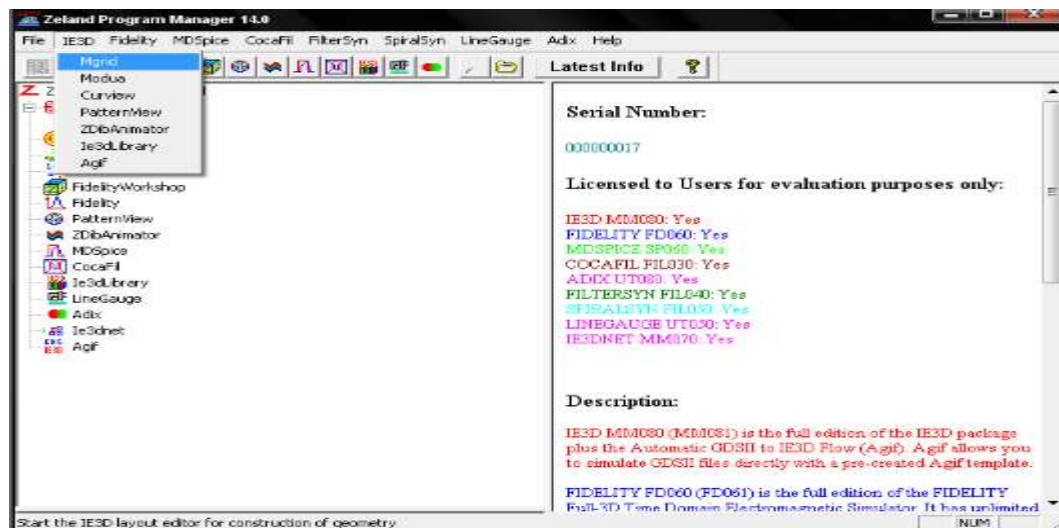 Zeland Program Manager 14.0
File IE3D Fidelity MDSpice CocaFil FilterSyn SpiralSyn LineGauge Adix Help
Latest Info
Mgrid
Modua
Curview
PatternView
ZDibAnimator
Ie3dLibrary
Agif
FidelityWorkshop
Fidelity
PatternView
ZDibAnimator
MDSpice
CocaFil
Ie3dLibrary
LineGauge
Adix
Ie3dnet
Agif
Serial Number:
000000017
Licensed to Users for evaluation purposes only:
IE3D MM080: Yes
FIDELITY FD060: Yes
MDSPICE SP060: Yes
COCAFIL FIL030: Yes
ADIX UT080: Yes
FILTERSYN FIL040: Yes
SPIRALSYN FIL050: Yes
LINEGAUGE UT050: Yes
IE3DNET MM070: Yes
Description:
IE3D MM080 (MM081) is the full edition of the IE3D package
plus the Automatic GDSII to IE3D Flow (Agif). Agif allows you
to simulate GDSII files directly with a pre-created Agif template.
FIDELITY FD060 (FD061) is the full edition of the FIDELITY
Full-3D Time Domain Electromagnetic Simulator. It has unlimited
Start the IE3D layout editor for construction of geometry
NUM